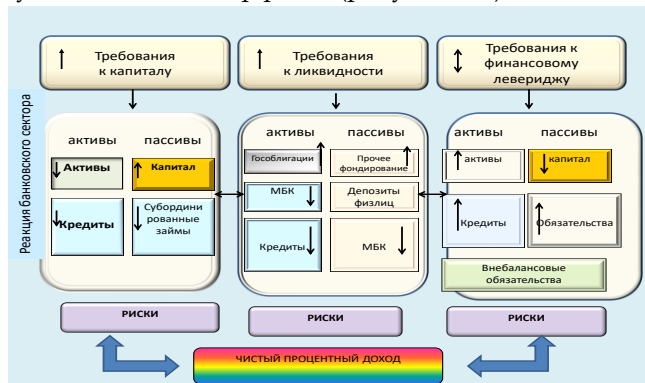 Требования
к капиталу
Требования
к ликвидности
Требования к
финансовому
левериджу
Реакция банковского сектора
активы пассивы
Активы
Капитал
Кредиты
Субордини
рованные
займы
активы пассивы
Гособлигации
Прочее
фондирование
МБК
Депозиты
физлиц
Кредиты
МБК
активы пассивы
активы
капитал
Кредиты
Обязательства
Внебалансовые
обязательства
РИСКИ
РИСКИ
РИСКИ
ЧИСТЫЙ ПРОЦЕНТНЫЙ ДОХОД